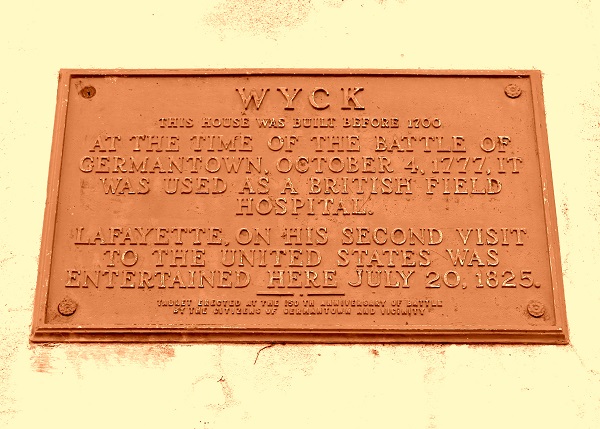 WYCK
THIS HOUSE WAS BUILT BEFORE 1700
AT THE TIME OF THE BATTLE OF
GERMANTOWN, OCTOBER 4, 1777, IT
WAS USED AS A BRITISH FIELD
HOSPITAL.
LAFAYETTE, ON HIS SECOND VISIT
TO THE UNITED STATES WAS
ENTERTAINED HERE JULY 20, 1825.
TABLET ERECTED AT THE 150TH ANNIVERSARY OF BATTLE
BY THE CITIZENS OF GERMANTOWN AND VICINITY